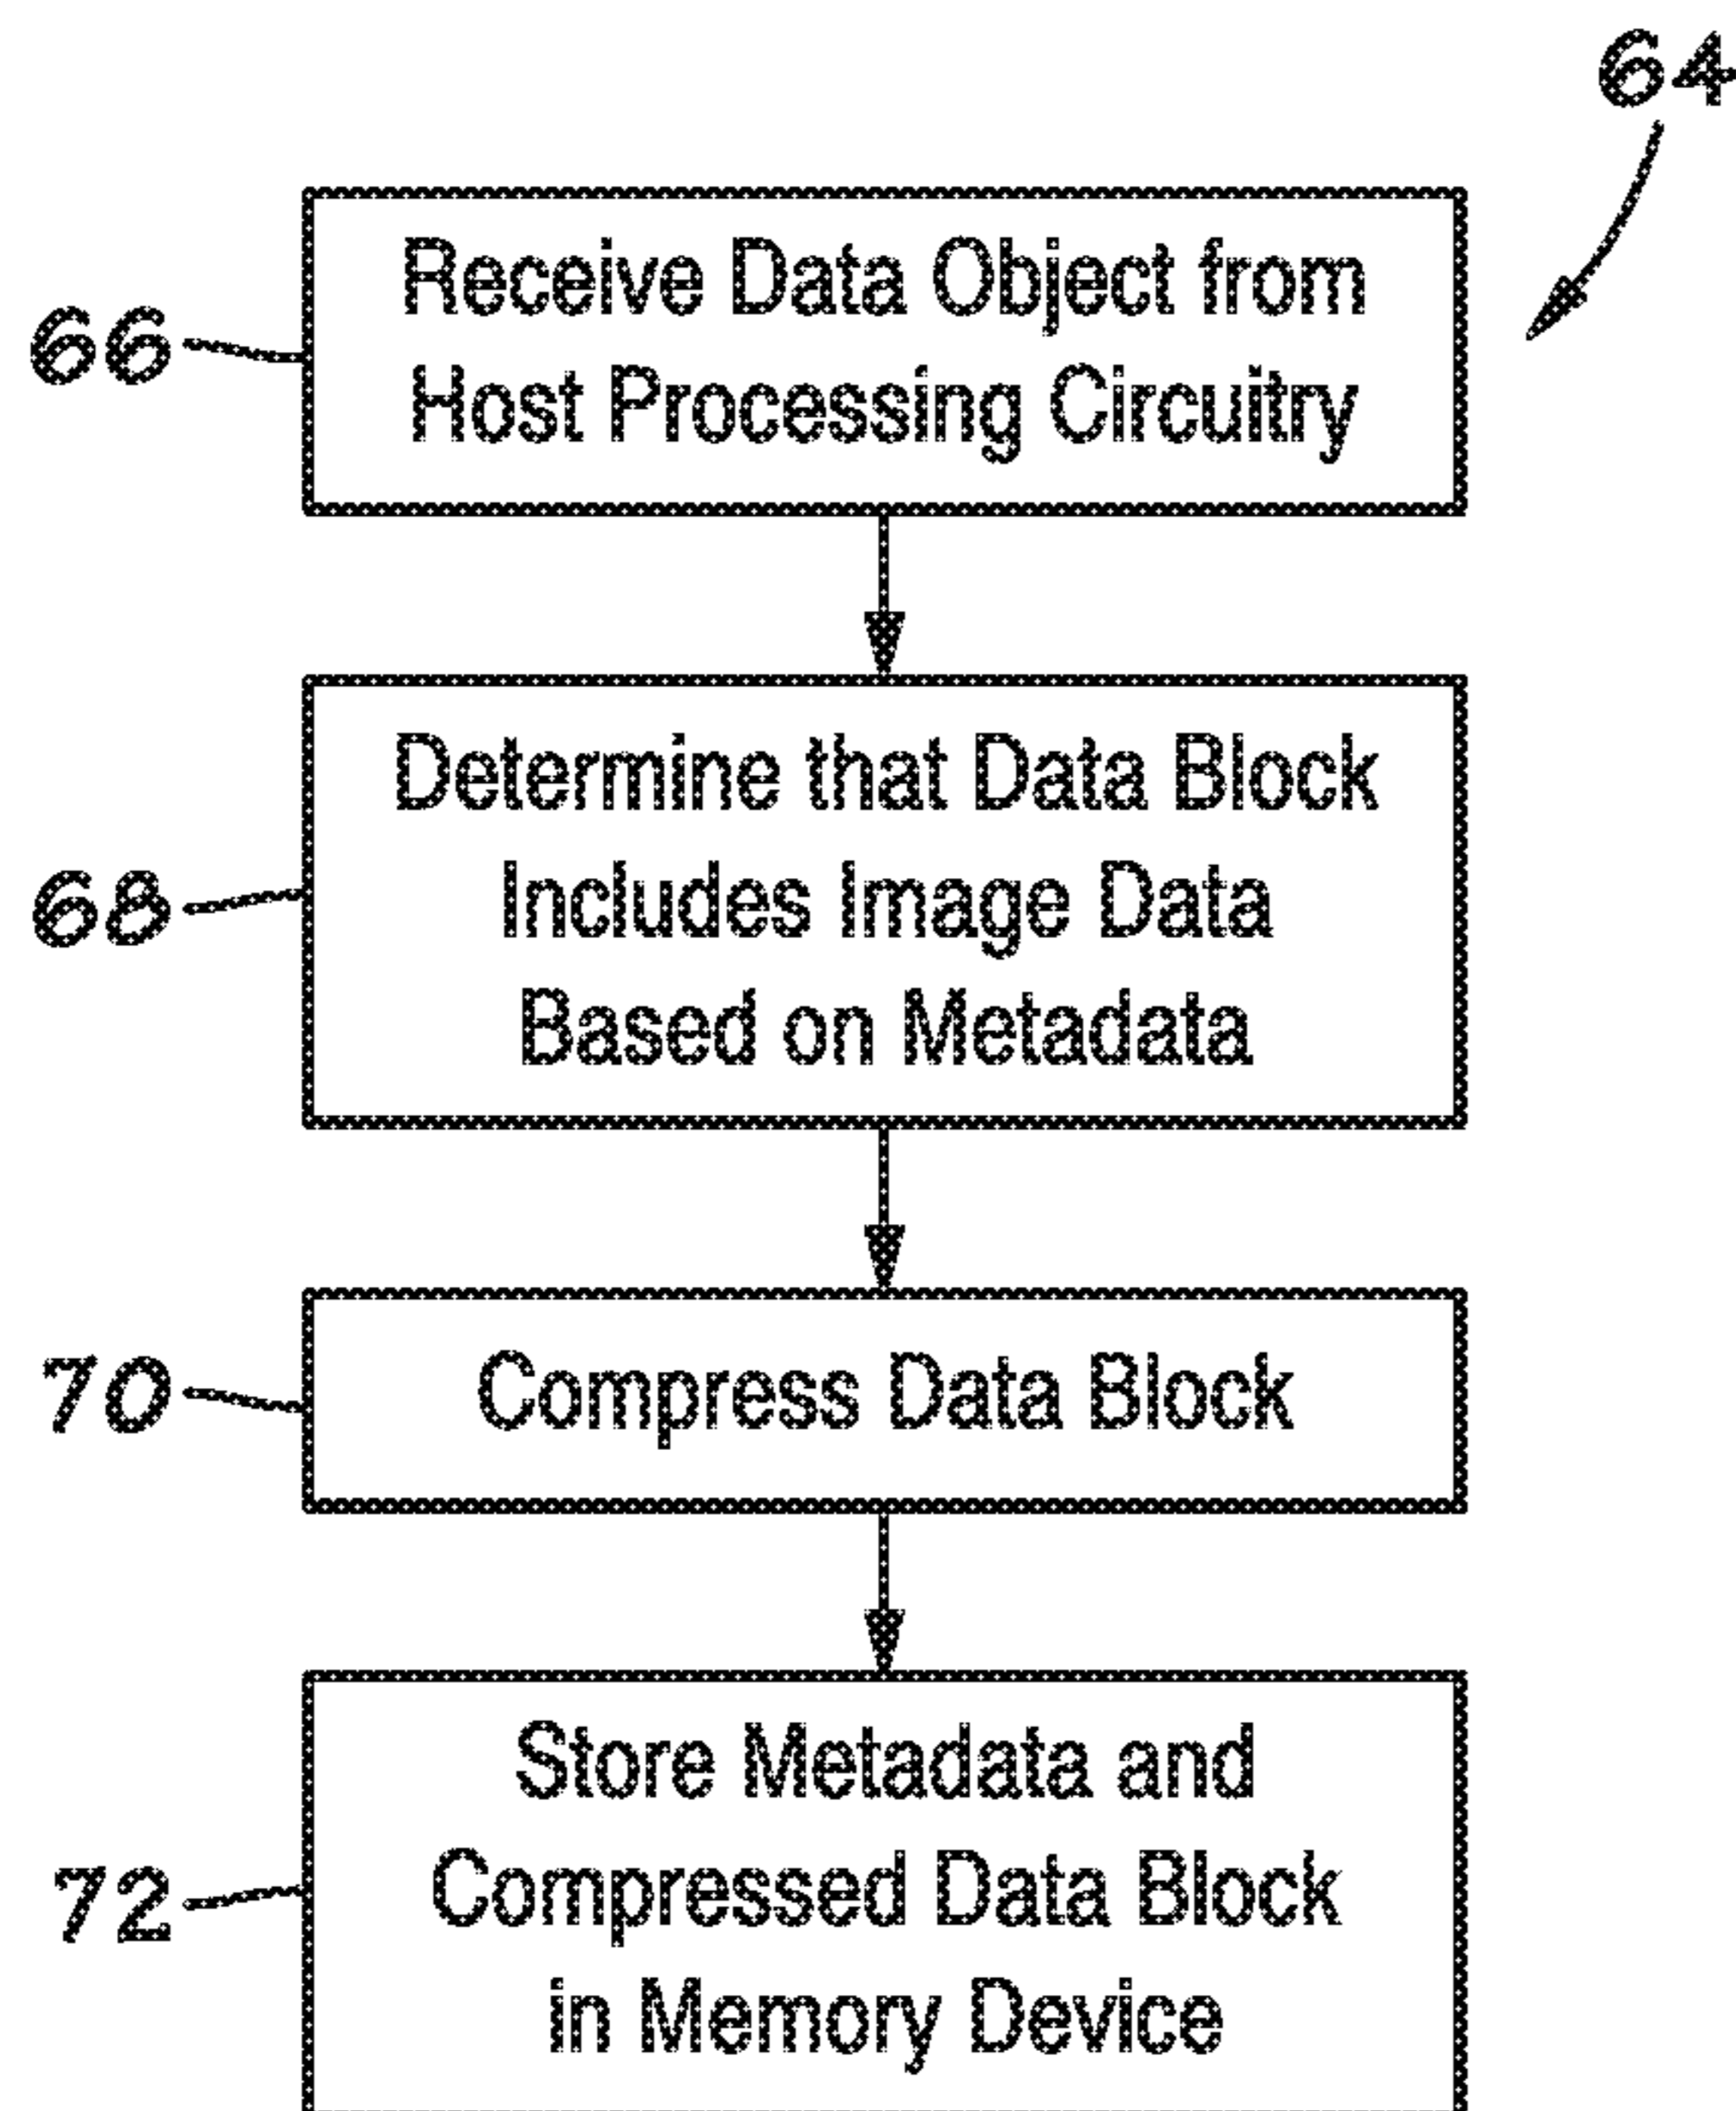 64
66
Receive Data Object from
Host Processing Circuitry
68
Determine that Data Block
Includes Image Data
Based on Metadata
70
Compress Data Block
72
Store Metadata and
Compressed Data Block
in Memory Device